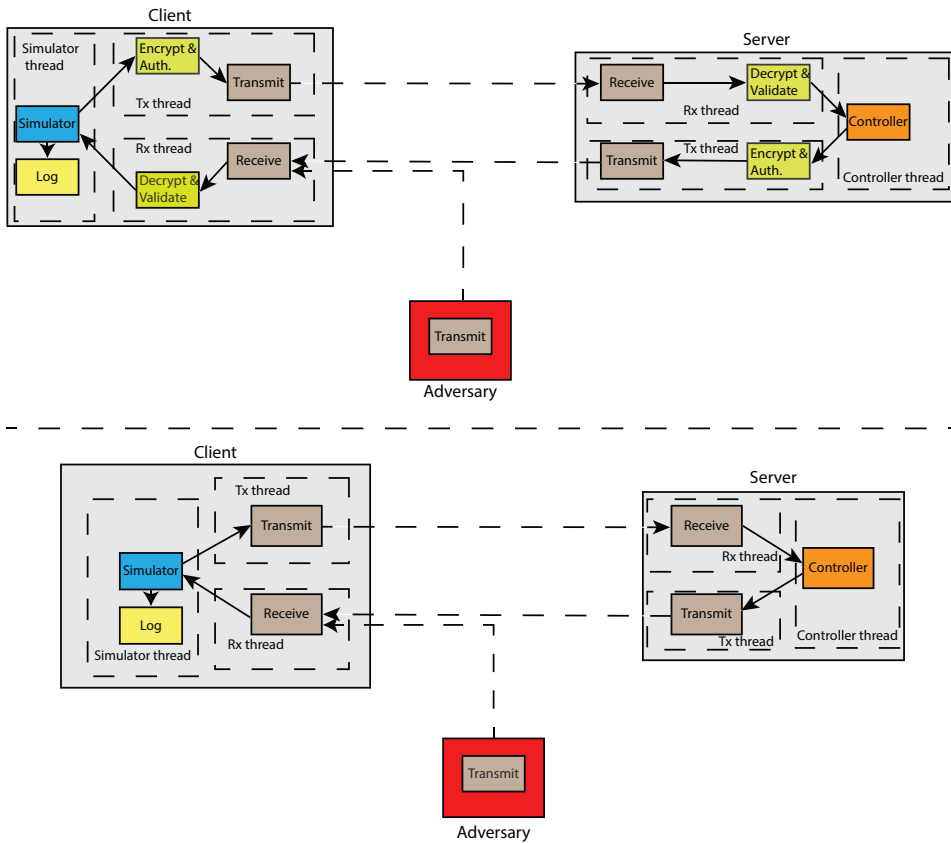 Client
Simulator
thread
Encrypt &
Auth.
Transmit
Tx thread
Simulator
Log
Rx thread
Receive
Decrypt &
Validate
Server
Receive
Decrypt &
Validate
Rx thread
Controller
Transmit
Tx thread
Encrypt &
Auth.
Controller thread
Transmit
Adversary
Client
Tx thread
Transmit
Simulator
Log
Simulator thread
Receive
Rx thread
Server
Receive
Rx thread
Controller
Transmit
Tx thread
Controller thread
Transmit
Adversary